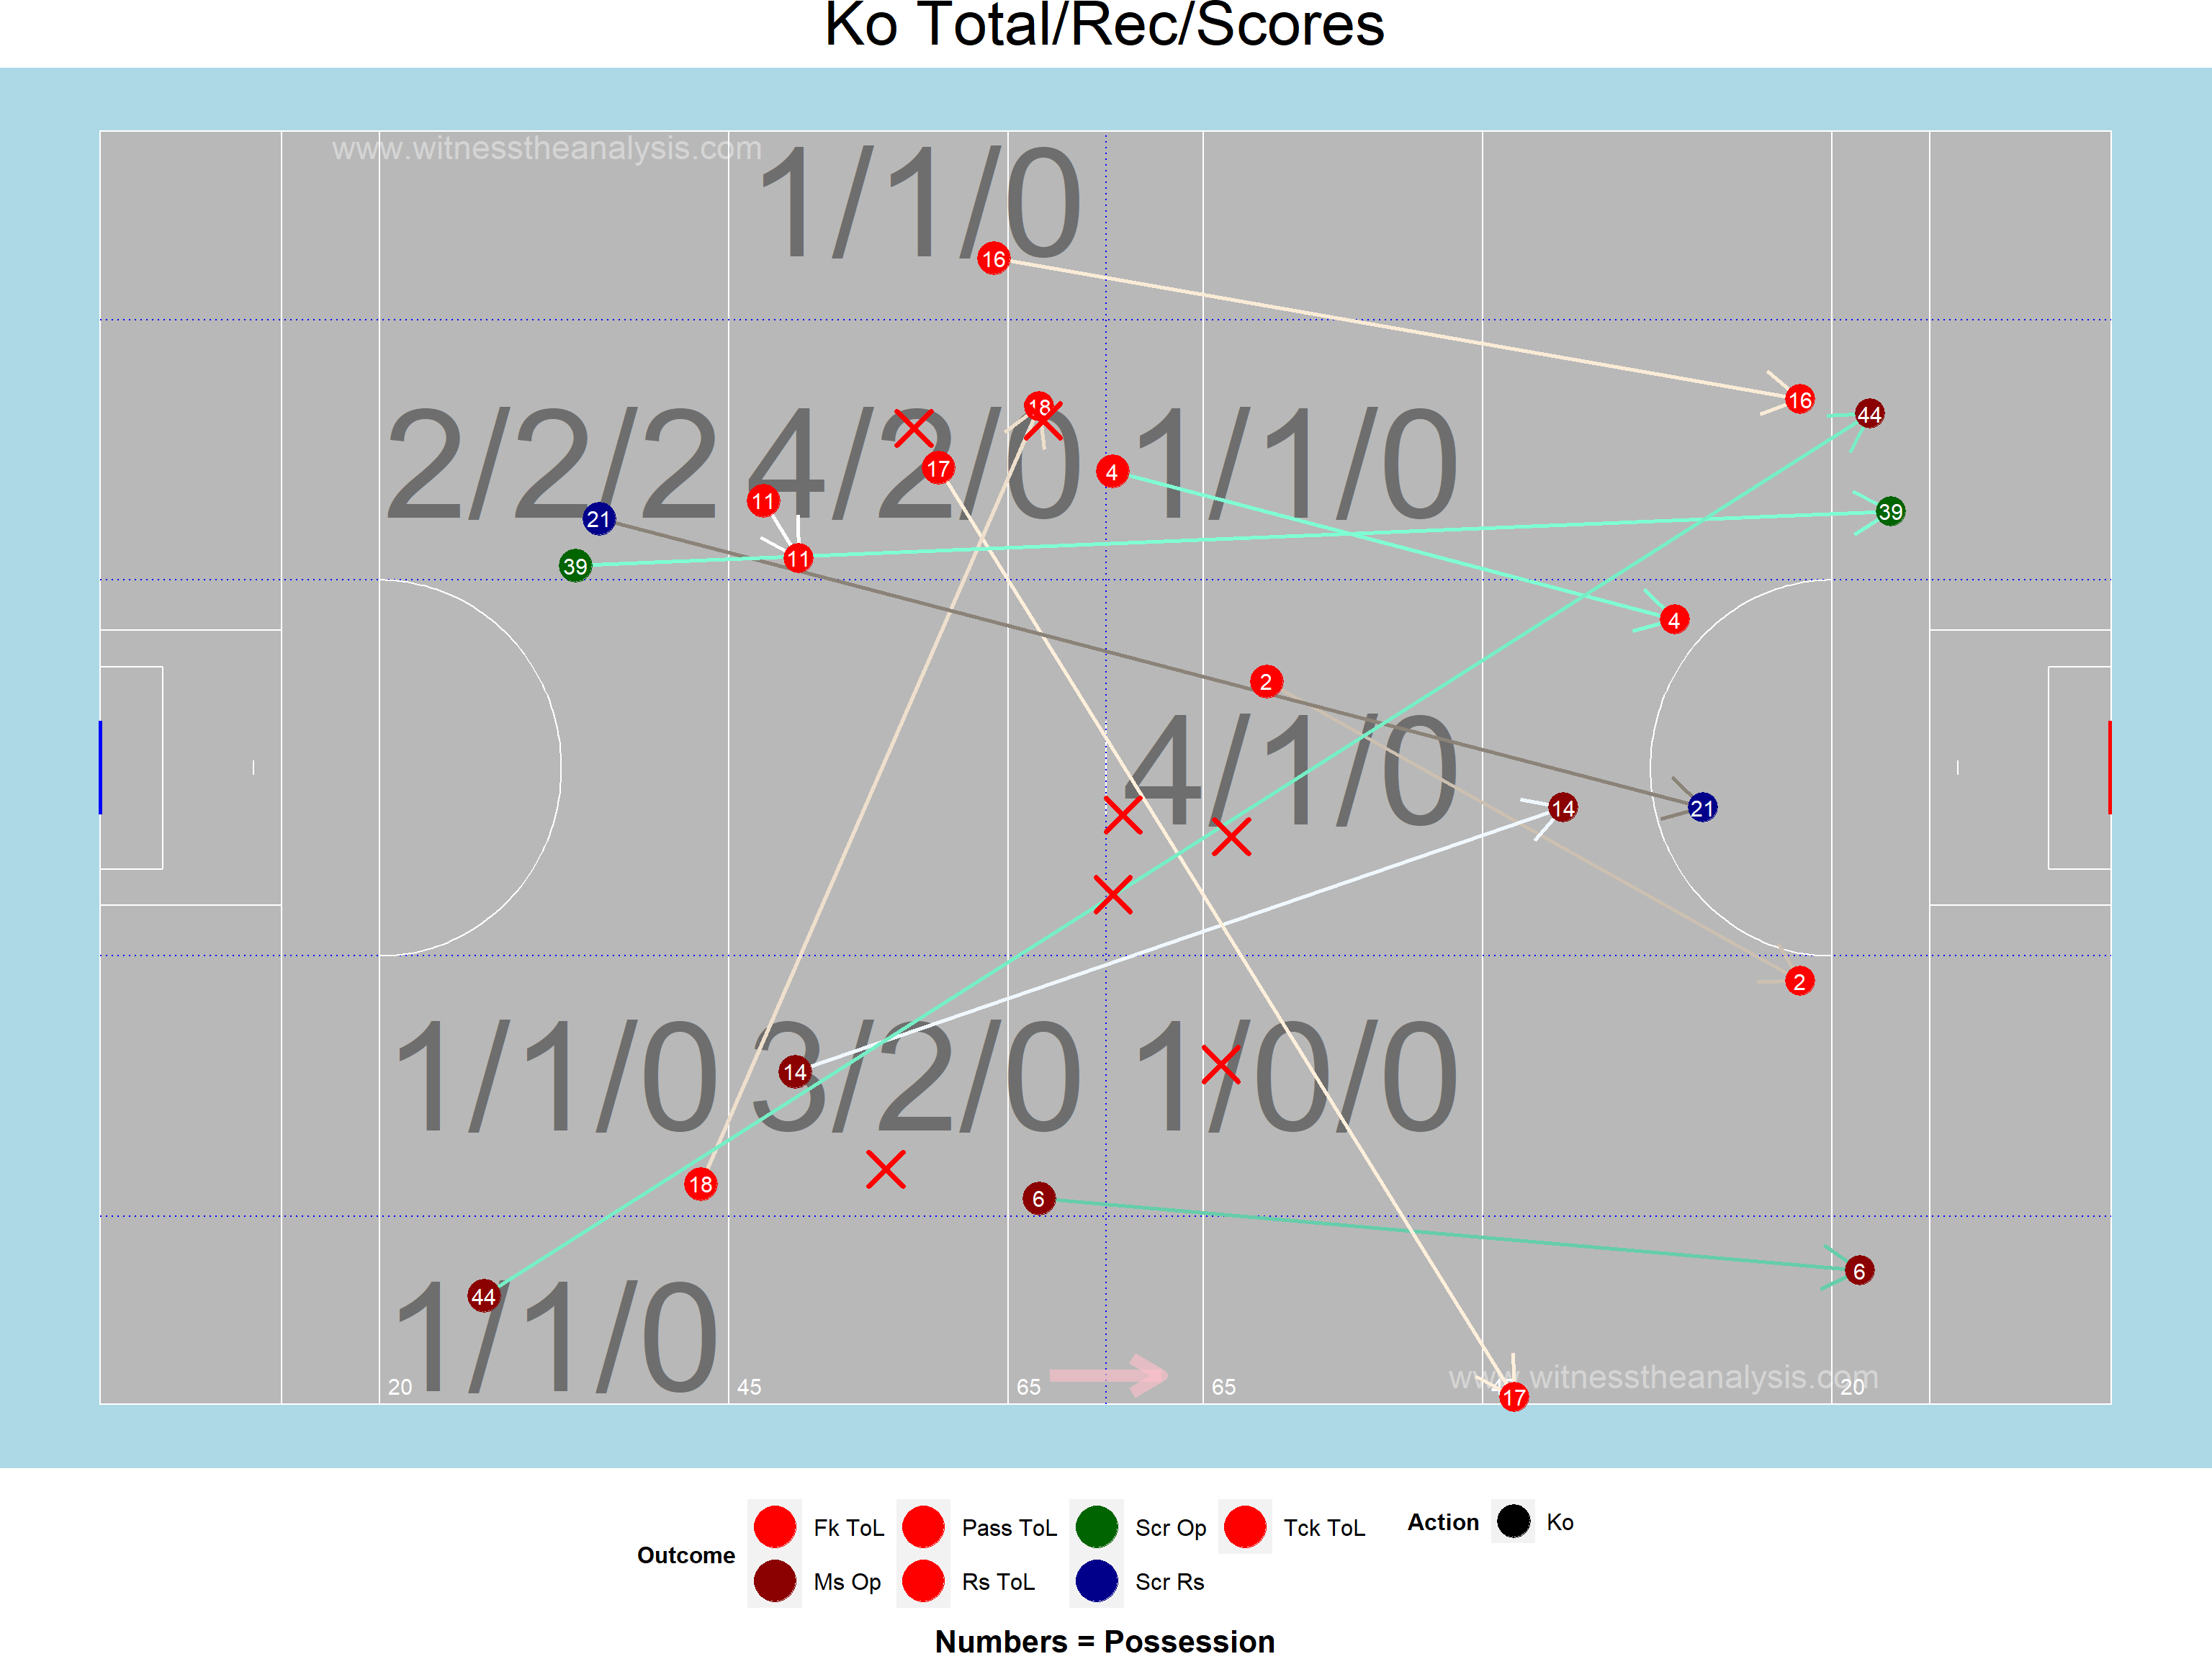 Ko Total/Rec/Scores
www.witnesstheanalysis.com
1/1/0
16
16
18
44
2/2/2 4/2/0 1/1/0
17
4
11
21
39
11
39
4
2
4/1/0
14
21
2
1/1/0 3/2/0 1/0/0
14
18
6
6
44
1/1/0
www.witnesstheanalysis.com
20 45 65 65 20
17
Fk ToL Pass ToL Scr Op Tck ToL Action Ko
Outcome
Ms Op Rs ToL Scr Rs
Numbers = Possession